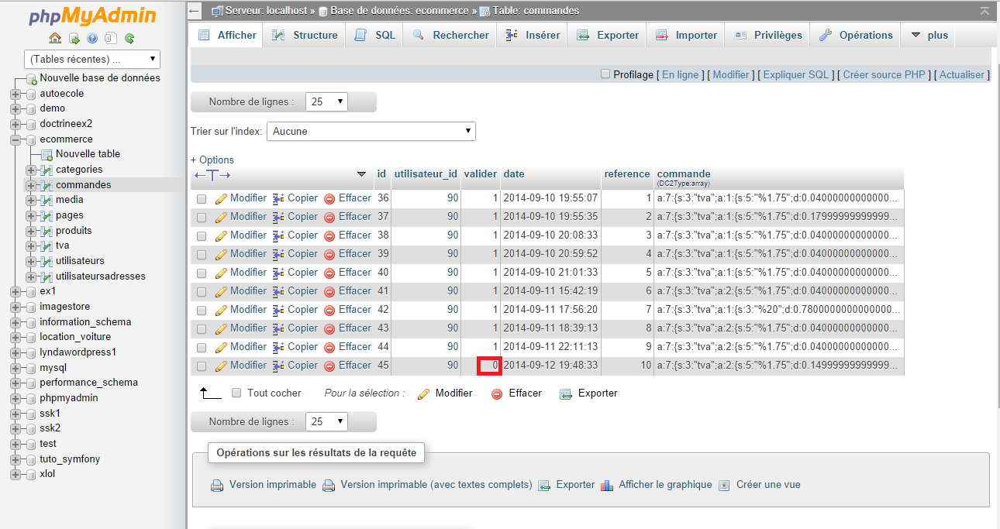 phpMyAdmin
(Tables récentes) ...
Nouvelle base de données
autoecole
demo
doctrineex2
ecommerce
Nouvelle table
categories
commandes
media
pages
produits
tva
utilisateurs
utilisateursadresses
ex1
imagestore
information_schema
location_voiture
lyndawordpress1
mysql
performance_schema
phpmyadmin
ssk1
ssk2
test
tuto_symfony
xlol
Serveur: localhost » Base de données: ecommerce » Table: commandes
Afficher Structure SQL Rechercher Insérer Exporter Importer Privilèges Opérations plus
Profilage [ En ligne ] [ Modifier ] [ Expliquer SQL ] [ Créer source PHP ] [ Actualiser ]
Nombre de lignes : 25
Trier sur l'index: Aucune
+ Options
←T→ id utilisateur_id valider date reference commande
(DC2Type:array)
Modifier Copier Effacer 36 90 1 2014-09-10 19:55:07 1 a:7:{s:3:"tva";a:1:{s:5:"%1.75";d:0.04000000000000...
Modifier Copier Effacer 37 90 1 2014-09-10 19:55:35 2 a:7:{s:3:"tva";a:1:{s:5:"%1.75";d:0.17999999999999...
Modifier Copier Effacer 38 90 1 2014-09-10 20:08:33 3 a:7:{s:3:"tva";a:1:{s:5:"%1.75";d:0.04000000000000...
Modifier Copier Effacer 39 90 1 2014-09-10 20:59:52 4 a:7:{s:3:"tva";a:1:{s:5:"%1.75";d:0.04000000000000...
Modifier Copier Effacer 40 90 1 2014-09-10 21:01:33 5 a:7:{s:3:"tva";a:1:{s:5:"%1.75";d:0.04000000000000...
Modifier Copier Effacer 41 90 1 2014-09-11 15:42:19 6 a:7:{s:3:"tva";a:2:{s:5:"%1.75";d:0.04000000000000...
Modifier Copier Effacer 42 90 1 2014-09-11 17:56:20 7 a:7:{s:3:"tva";a:1:{s:3:"%20";d:0.7800000000000000...
Modifier Copier Effacer 43 90 1 2014-09-11 18:39:13 8 a:7:{s:3:"tva";a:2:{s:5:"%1.75";d:0.04000000000000...
Modifier Copier Effacer 44 90 1 2014-09-11 22:11:13 9 a:7:{s:3:"tva";a:2:{s:5:"%1.75";d:0.04000000000000...
Modifier Copier Effacer 45 90 0 2014-09-12 19:48:33 10 a:7:{s:3:"tva";a:2:{s:5:"%1.75";d:0.14999999999999...
Tout cocher Pour la sélection : Modifier Effacer Exporter
Nombre de lignes : 25
Opérations sur les résultats de la requête
Version imprimable Version imprimable (avec textes complets) Exporter Afficher le graphique Créer une vue